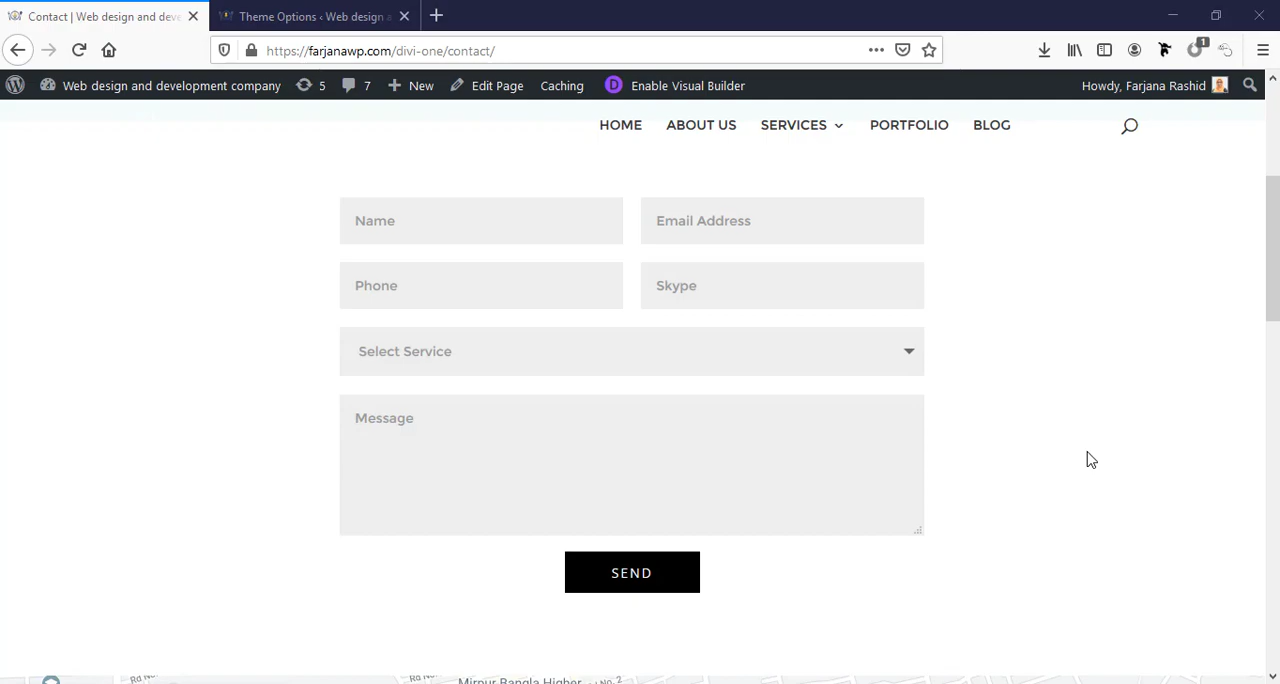 Contact | Web design and deve
Theme Options ‹ Web design a
https://farjanawp.com/divi-one/contact/
1
Web design and development company
5
7
New
Edit Page
Caching
D
Enable Visual Builder
Howdy, Farjana Rashid
HOME
ABOUT US
SERVICES
PORTFOLIO
BLOG
Name
Email Address
Phone
Skype
Select Service
Message
SEND
Mirpur Bangla Higher